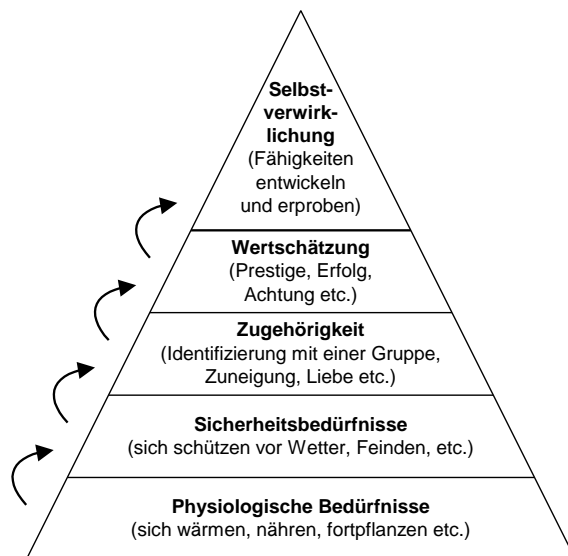 Selbst-
verwirk-
lichung
(Fähigkeiten
entwickeln
und erproben)
Wertschätzung
(Prestige, Erfolg,
Achtung etc.)
Zugehörigkeit
(Identifizierung mit einer Gruppe,
Zuneigung, Liebe etc.)
Sicherheitsbedürfnisse
(sich schützen vor Wetter, Feinden, etc.)
Physiologische Bedürfnisse
(sich wärmen, nähren, fortpflanzen etc.)